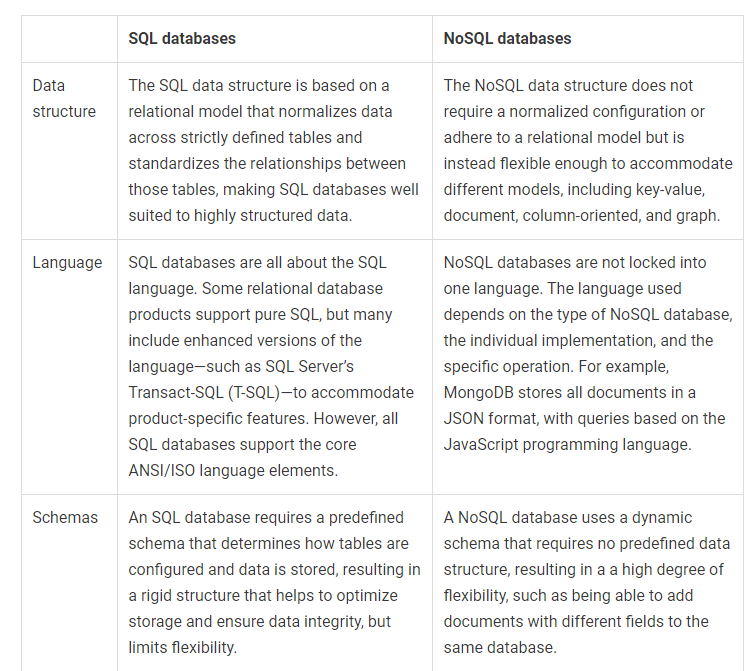 SQL databases
NoSQL databases
Data
structure
The SQL data structure is based on a
relational model that normalizes data
across strictly defined tables and
standardizes the relationships between
those tables, making SQL databases well
suited to highly structured data.
The NoSQL data structure does not
require a normalized configuration or
adhere to a relational model but is
instead flexible enough to accommodate
different models, including key-value,
document, column-oriented, and graph.
Language
SQL databases are all about the SQL
language. Some relational database
products support pure SQL, but many
include enhanced versions of the
language—such as SQL Server’s
Transact-SQL (T-SQL)—to accommodate
product-specific features. However, all
SQL databases support the core
ANSI/ISO language elements.
NoSQL databases are not locked into
one language. The language used
depends on the type of NoSQL database,
the individual implementation, and the
specific operation. For example,
MongoDB stores all documents in a
JSON format, with queries based on the
JavaScript programming language.
Schemas
An SQL database requires a predefined
schema that determines how tables are
configured and data is stored, resulting in
a rigid structure that helps to optimize
storage and ensure data integrity, but
limits flexibility.
A NoSQL database uses a dynamic
schema that requires no predefined data
structure, resulting in a a high degree of
flexibility, such as being able to add
documents with different fields to the
same database.